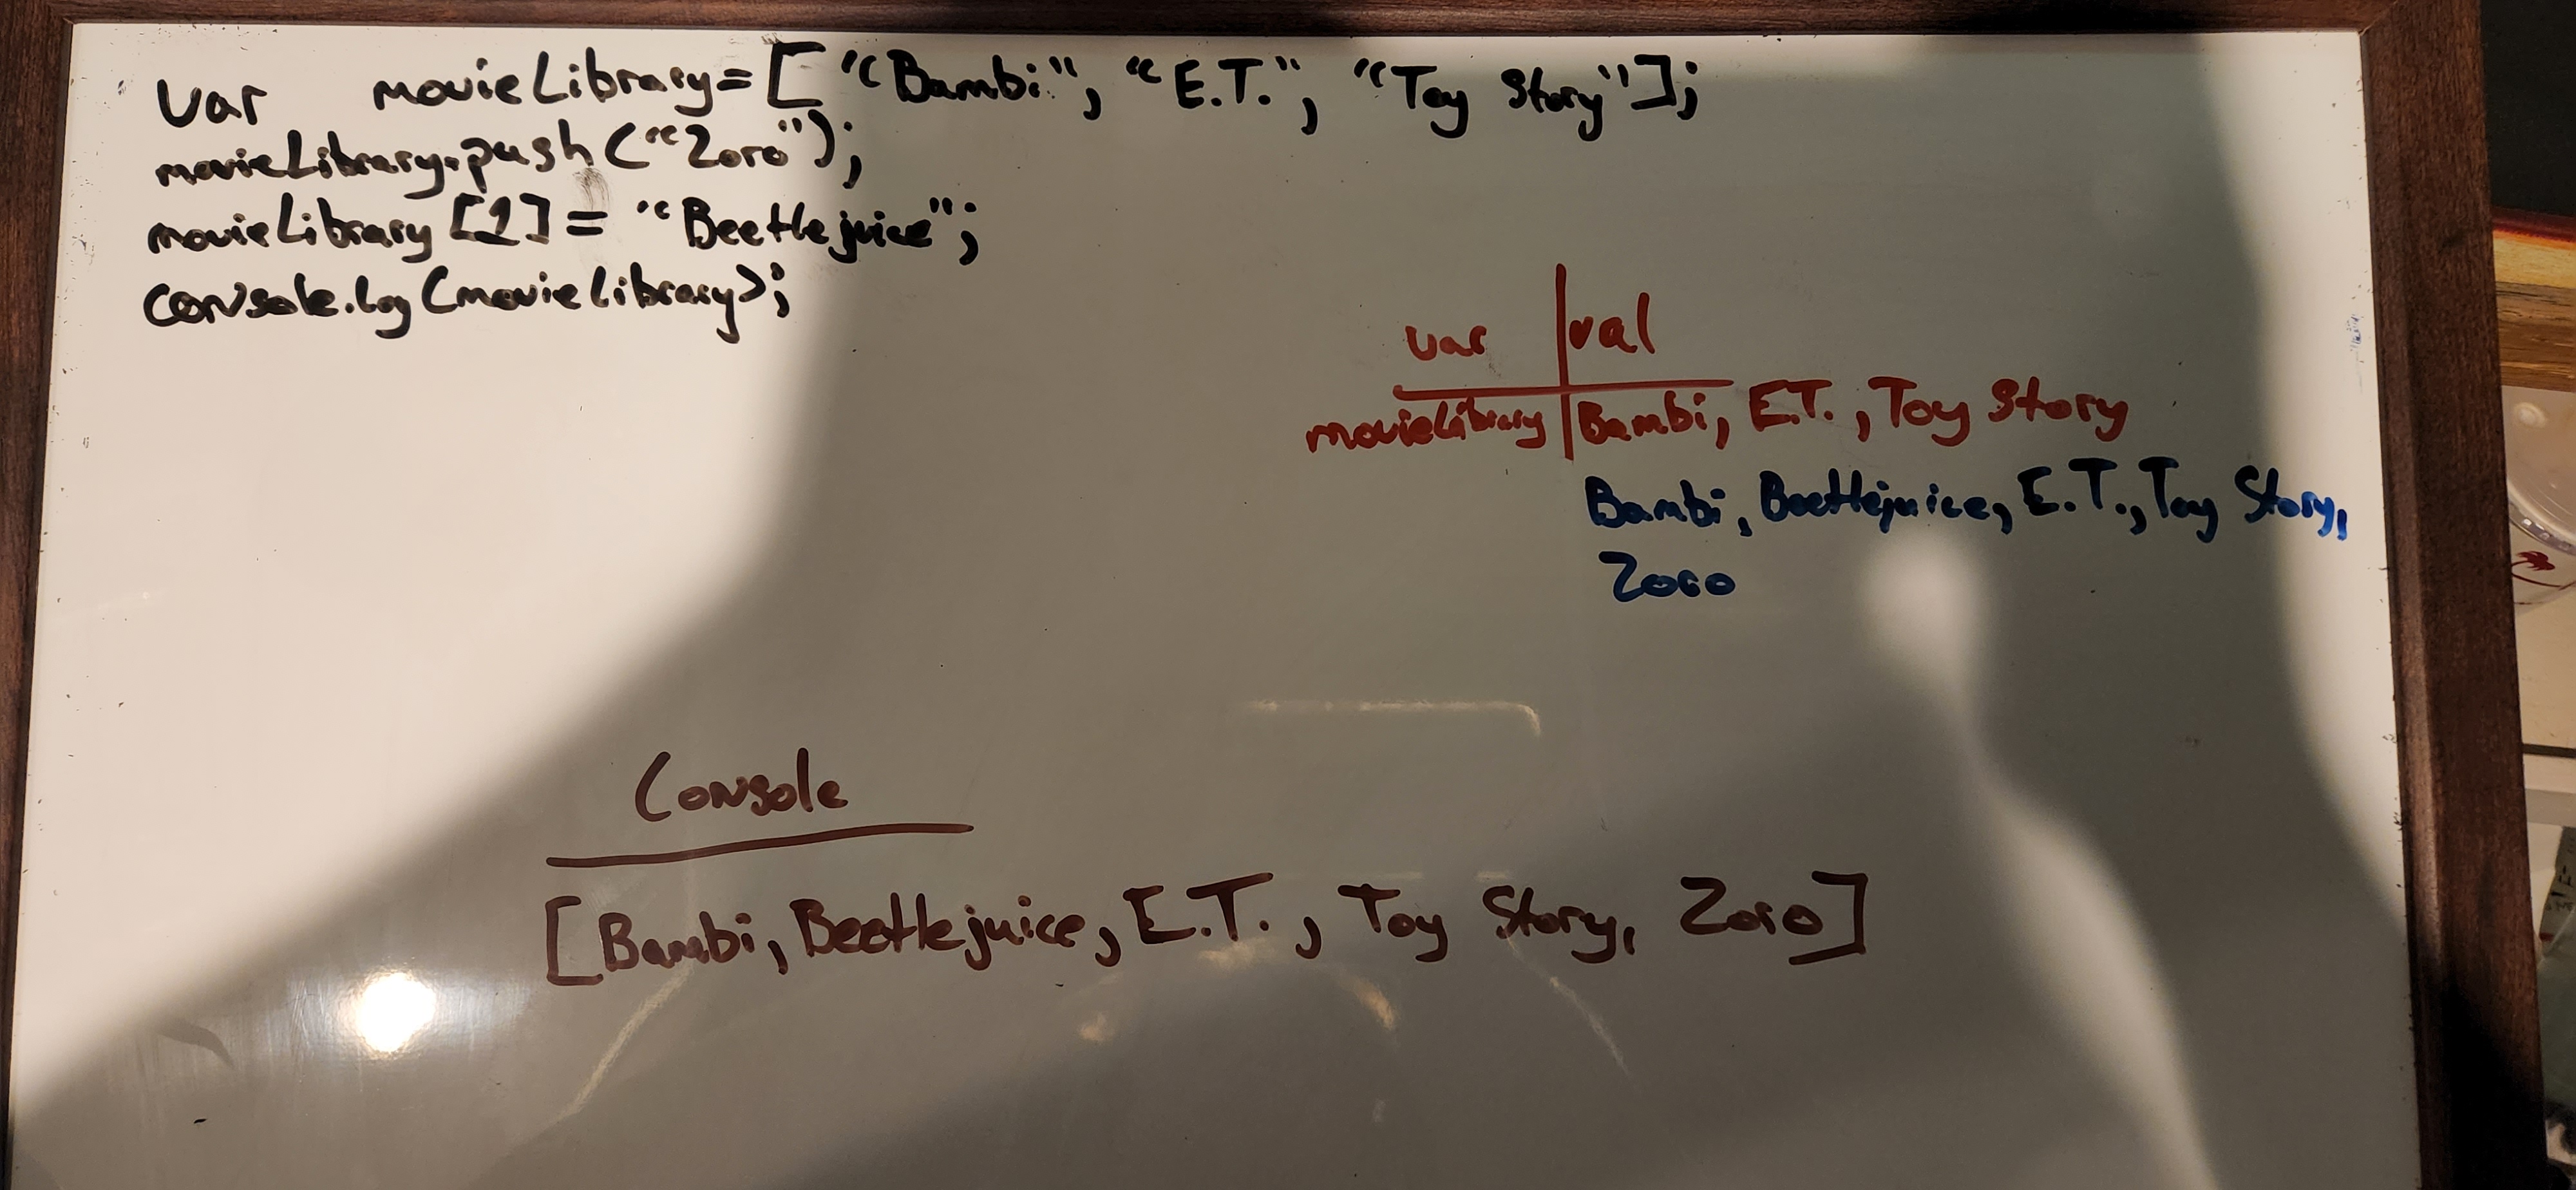 var movieLibrary = ["Bambi", "E.T.", "Toy Story"];
movieLibrary.push("Zoro");
movieLibrary [1] = "Beetlejuice";
console.log (movieLibrary);
var val
movieLibrary Bambi, E.T., Toy Story
Bambi, Beetlejuice, E.T., Toy Story,
Zoro
Console
[Bambi, Beetlejuice, E.T., Toy Story, Zoro]